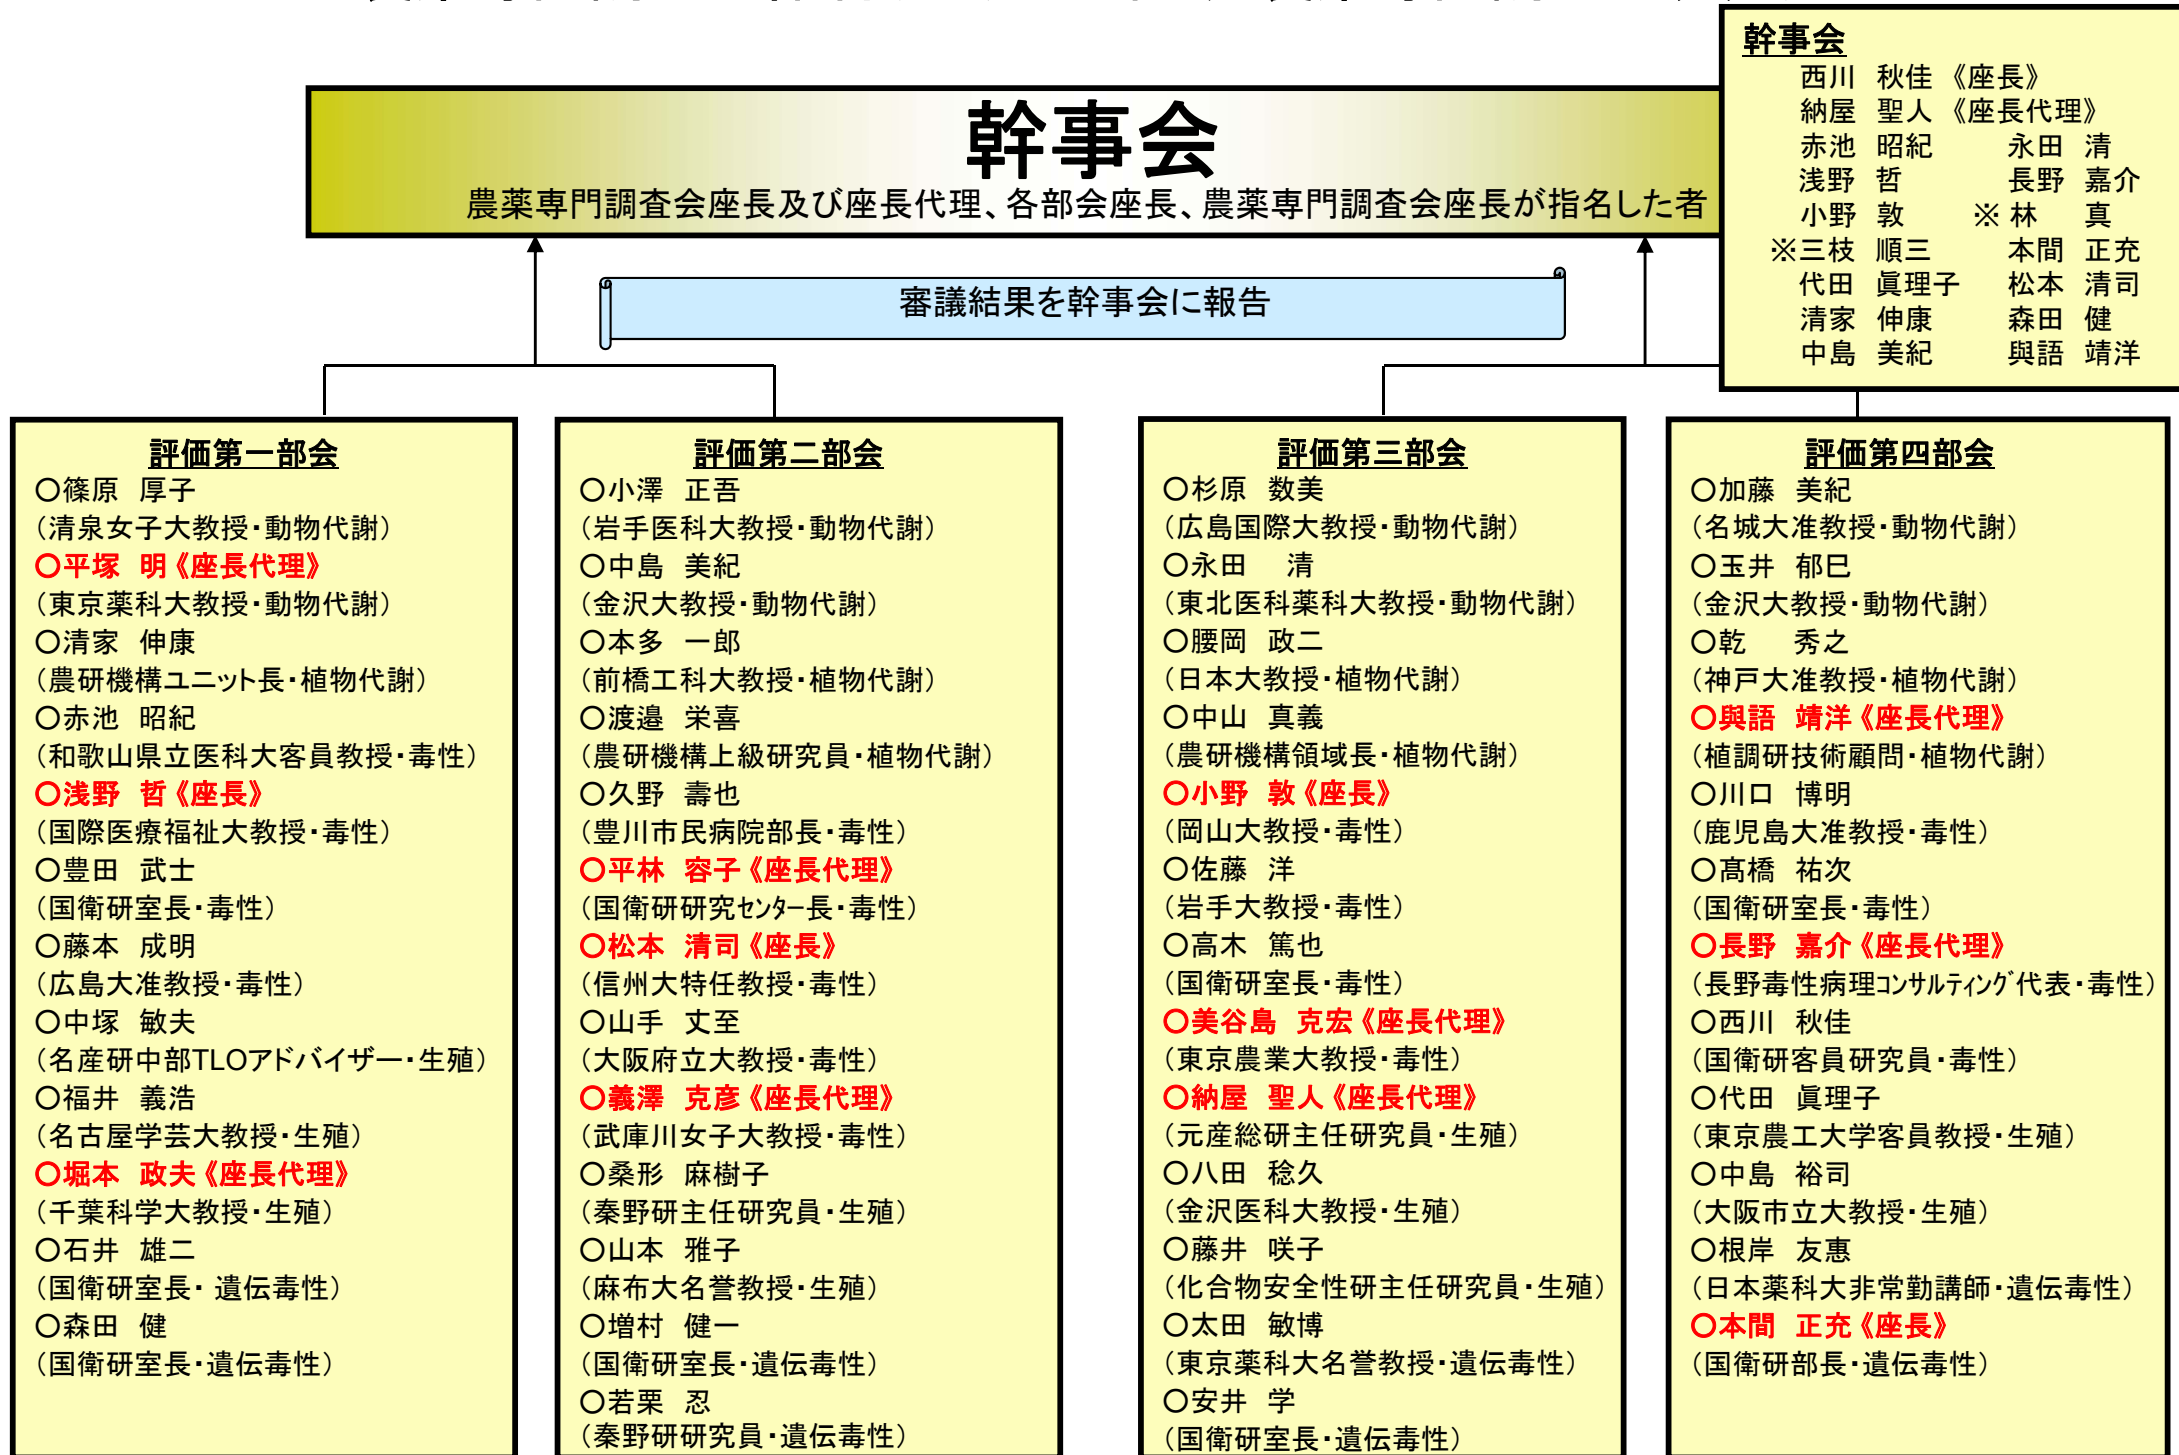 幹事会
農薬専門調査会座長及び座長代理、各部会座長、農薬専門調査会座長が指名した者
幹事会
西川 秋佳 《座長》
納屋 聖人 《座長代理》
赤池 昭紀 永田 清
浅野 哲 長野 嘉介
小野 敦 ※ 林 真
※三枝 順三 本間 正充
代田 眞理子 松本 清司
清家 伸康 森田 健
中島 美紀 與語 靖洋
審議結果を幹事会に報告
評価第一部会
○篠原 厚子
(清泉女子大教授・動物代謝)
○平塚 明《座長代理》
(東京薬科大教授・動物代謝)
○清家 伸康
(農研機構ユニット長・植物代謝)
○赤池 昭紀
(和歌山県立医科大客員教授・毒性)
○浅野 哲《座長》
(国際医療福祉大教授・毒性)
○豊田 武士
(国衛研室長・毒性)
○藤本 成明
(広島大准教授・毒性)
○中塚 敏夫
(名産研中部TLOアドバイザー・生殖)
○福井 義浩
(名古屋学芸大教授・生殖)
○堀本 政夫《座長代理》
(千葉科学大教授・生殖)
○石井 雄二
(国衛研室長・ 遺伝毒性)
○森田 健
(国衛研室長・遺伝毒性)
評価第二部会
○小澤 正吾
(岩手医科大教授・動物代謝)
○中島 美紀
(金沢大教授・動物代謝)
○本多 一郎
(前橋工科大教授・植物代謝)
○渡邉 栄喜
(農研機構上級研究員・植物代謝)
○久野 壽也
(豊川市民病院部長・毒性)
○平林 容子《座長代理》
(国衛研研究ｾﾝﾀｰ長・毒性)
○松本 清司《座長》
(信州大特任教授・毒性)
○山手 丈至
(大阪府立大教授・毒性)
○義澤 克彦《座長代理》
(武庫川女子大教授・毒性)
○桑形 麻樹子
(秦野研主任研究員・生殖)
○山本 雅子
(麻布大名誉教授・生殖)
○増村 健一
(国衛研室長・遺伝毒性)
○若栗 忍
(秦野研研究員・遺伝毒性)
評価第三部会
○杉原 数美
(広島国際大教授・動物代謝)
○永田 清
(東北医科薬科大教授・動物代謝)
○腰岡 政二
(日本大教授・植物代謝)
○中山 真義
(農研機構領域長・植物代謝)
○小野 敦《座長》
(岡山大教授・毒性)
○佐藤 洋
(岩手大教授・毒性)
○高木 篤也
(国衛研室長・毒性)
○美谷島 克宏《座長代理》
(東京農業大教授・毒性)
○納屋 聖人《座長代理》
(元産総研主任研究員・生殖)
○八田 稔久
(金沢医科大教授・生殖)
○藤井 咲子
(化合物安全性研主任研究員・生殖)
○太田 敏博
(東京薬科大名誉教授・遺伝毒性)
○安井 学
(国衛研室長・遺伝毒性)
評価第四部会
○加藤 美紀
(名城大准教授・動物代謝)
○玉井 郁巳
(金沢大教授・動物代謝)
○乾 秀之
(神戸大准教授・植物代謝)
○與語 靖洋《座長代理》
(植調研技術顧問・植物代謝)
○川口 博明
(鹿児島大准教授・毒性)
○髙橋 祐次
(国衛研室長・毒性)
○長野 嘉介《座長代理》
(長野毒性病理ｺﾝｻﾙﾃｨﾝｸﾞ代表・毒性)
○西川 秋佳
(国衛研客員研究員・毒性)
○代田 眞理子
(東京農工大学客員教授・生殖)
○中島 裕司
(大阪市立大教授・生殖)
○根岸 友惠
(日本薬科大非常勤講師・遺伝毒性)
○本間 正充《座長》
(国衛研部長・遺伝毒性)